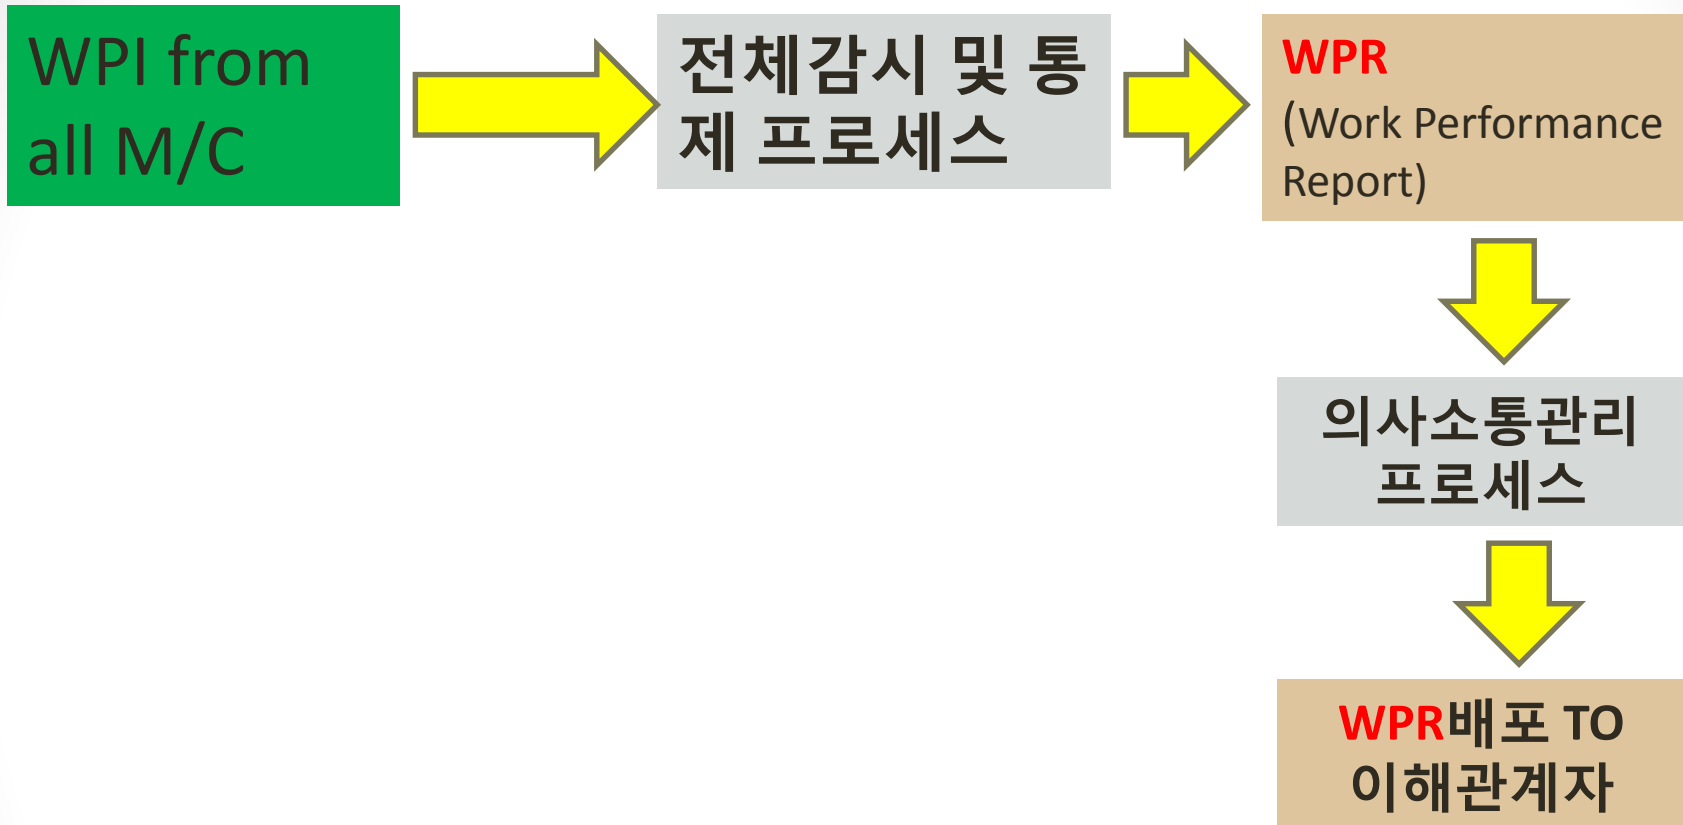 WPI from
all M/C
전체감시 및 통
제 프로세스
WPR
(Work Performance
Report)
의사소통관리
프로세스
WPR배포 TO
이해관계자